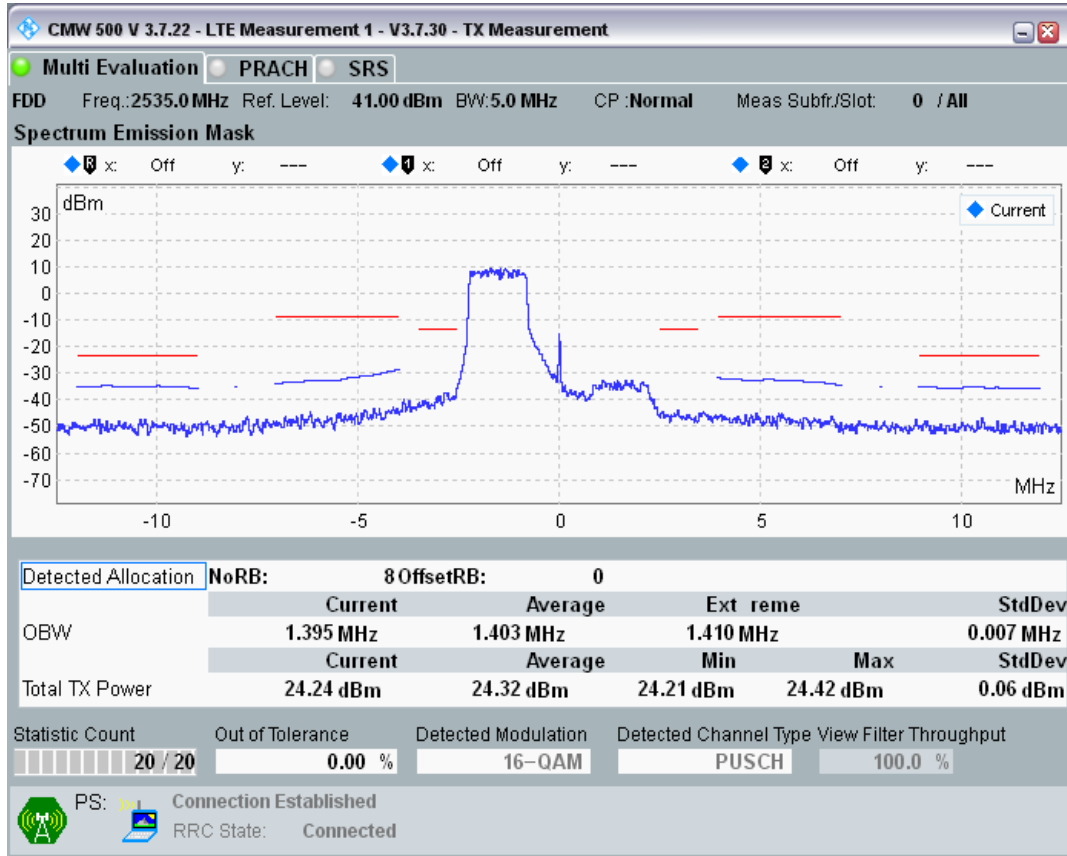 CMW 500 V 3.7.22 - LTE Measurement 1 - V3.7.30 - TX Measurement
Multi Evaluation PRACH SRS
FDD Freq.:2535.0 MHz Ref. Level: 41.00 dBm BW:5.0 MHz CP :Normal Meas Subfr./Slot: 0 / All
Spectrum Emission Mask
R x: Off y: --- 1 x: Off y: --- 2 x: Off y: ---
dBm
Current
30
20
10
0
-10
-20
-30
-40
-50
-60
-70
MHz
-10 -5 0 5 10
Detected Allocation NoRB: 8 OffsetRB: 0
Current Average Ext reme StdDev
OBW 1.395 MHz 1.403 MHz 1.410 MHz 0.007 MHz
Current Average Min Max StdDev
Total TX Power 24.24 dBm 24.32 dBm 24.21 dBm 24.42 dBm 0.06 dBm
Statistic Count Out of Tolerance Detected Modulation Detected Channel Type View Filter Throughput
20 / 20 0.00 % 16-QAM PUSCH 100.0 %
PS: Connection Established
RRC State: Connected